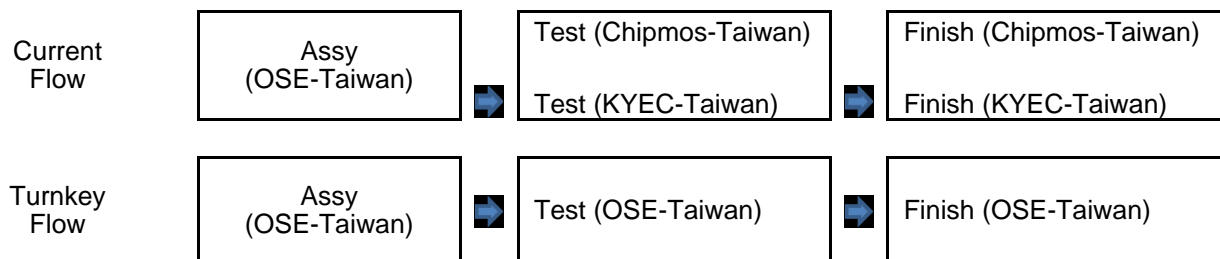 Current
Flow
Assy
(OSE-Taiwan)
Test (Chipmos-Taiwan)
Test (KYEC-Taiwan)
Finish (Chipmos-Taiwan)
Finish (KYEC-Taiwan)
Turnkey
Flow
Assy
(OSE-Taiwan)
Test (OSE-Taiwan)
Finish (OSE-Taiwan)